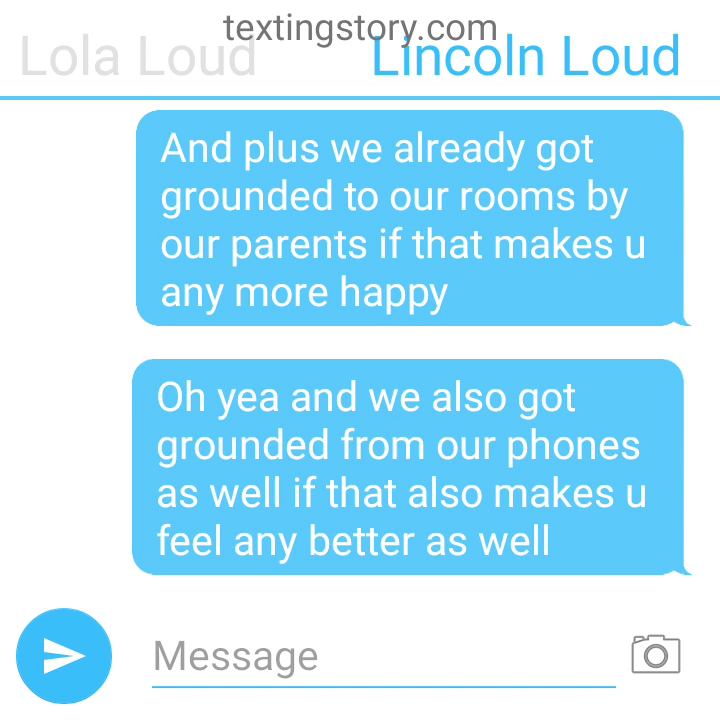 textingstory.com
Lola Loud Lincoln Loud
And plus we already got
grounded to our rooms by
our parents if that makes u
any more happy
Oh yea and we also got
grounded from our phones
as well if that also makes u
feel any better as well
Message